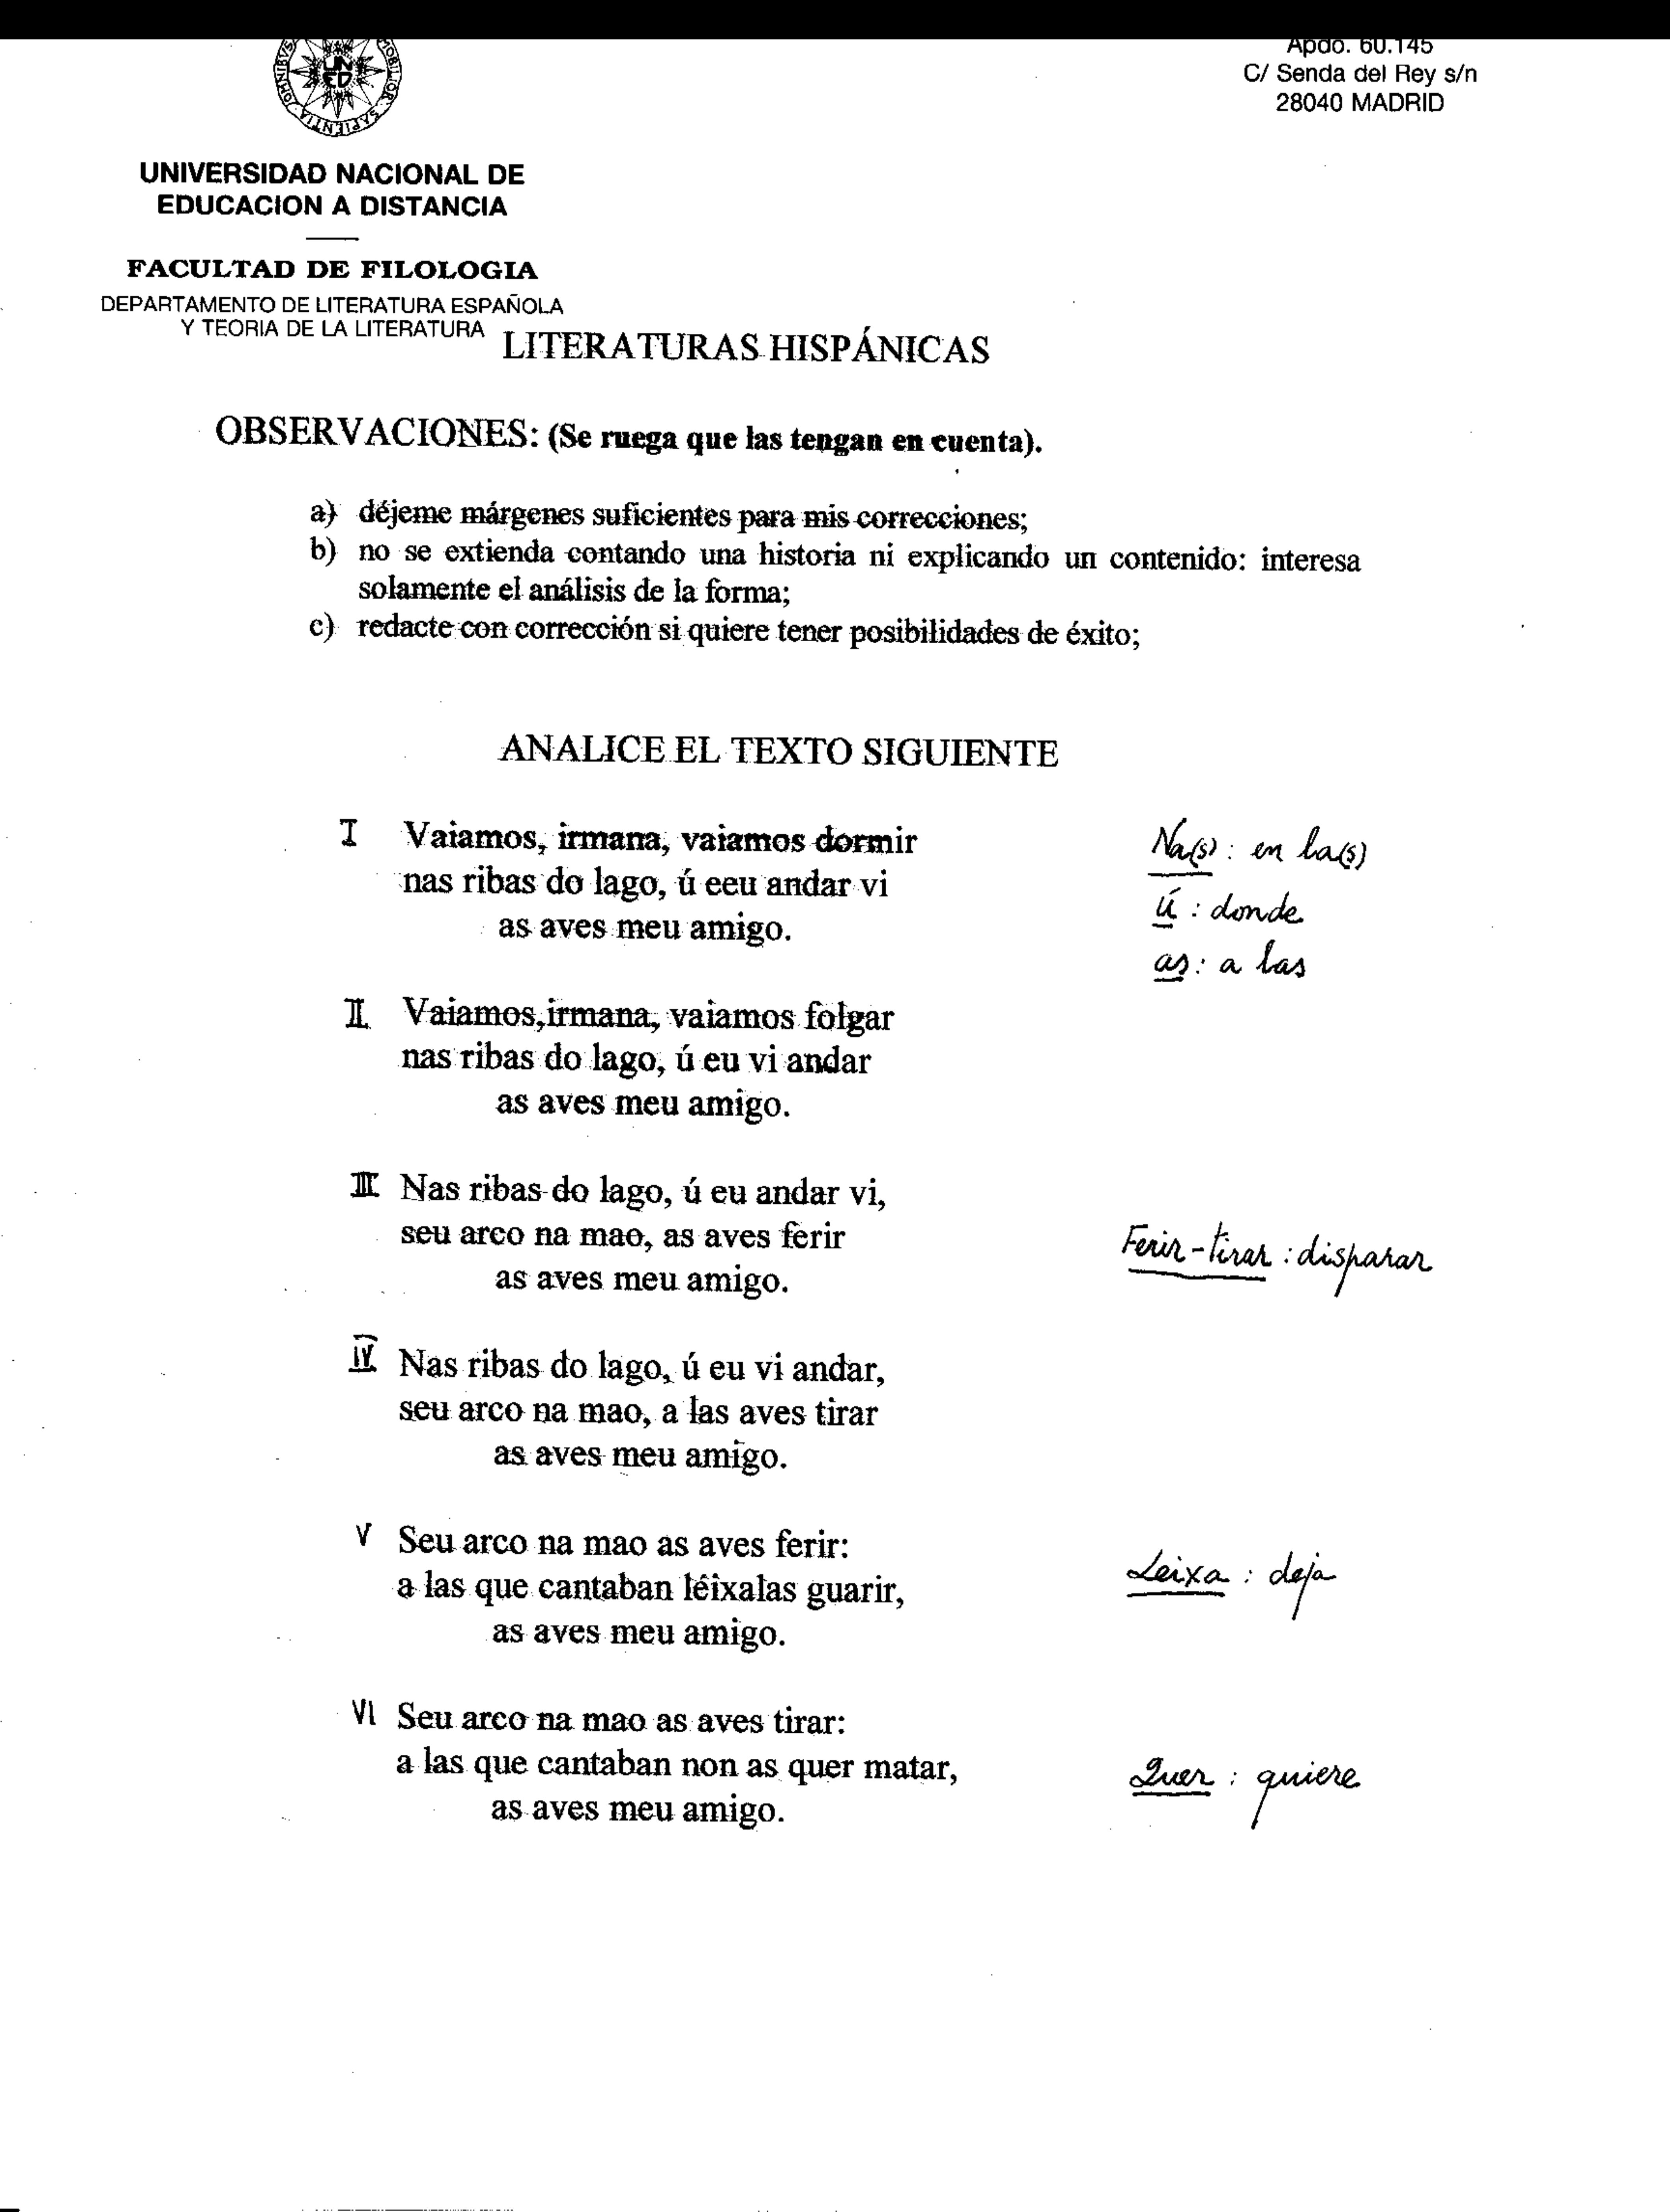 Apdo. 60.145
C/ Senda del Rey s/n
28040 MADRID
OMNIBUS MOBILIOR SAPIENTIA
UNED
UNIVERSIDAD NACIONAL DE
EDUCACION A DISTANCIA
FACULTAD DE FILOLOGIA
DEPARTAMENTO DE LITERATURA ESPAÑOLA
Y TEORIA DE LA LITERATURA
LITERATURAS HISPÁNICAS
OBSERVACIONES: (Se ruega que las tengan en cuenta).
a) déjeme márgenes suficientes para mis correcciones;
b) no se extienda contando una historia ni explicando un contenido: interesa
solamente el análisis de la forma;
c) redacte con corrección si quiere tener posibilidades de éxito;
ANALICE EL TEXTO SIGUIENTE
I Vaiamos, irmana, vaiamos dormir
nas ribas do lago, ú eeu andar vi
as aves meu amigo.
Na(s): en la(s)
ú : donde
as: a las
II Vaiamos,irmana, vaiamos folgar
nas ribas do lago, ú eu vi andar
as aves meu amigo.
III Nas ribas do lago, ú eu andar vi,
seu arco na mao, as aves ferir
as aves meu amigo.
Ferir-tirar : disparar
IV Nas ribas do lago, ú eu vi andar,
seu arco na mao, a las aves tirar
as aves meu amigo.
V Seu arco na mao as aves ferir:
a las que cantaban léixalas guarir,
as aves meu amigo.
Leixa : deja
VI Seu arco na mao as aves tirar:
a las que cantaban non as quer matar,
as aves meu amigo.
Quer : quiere